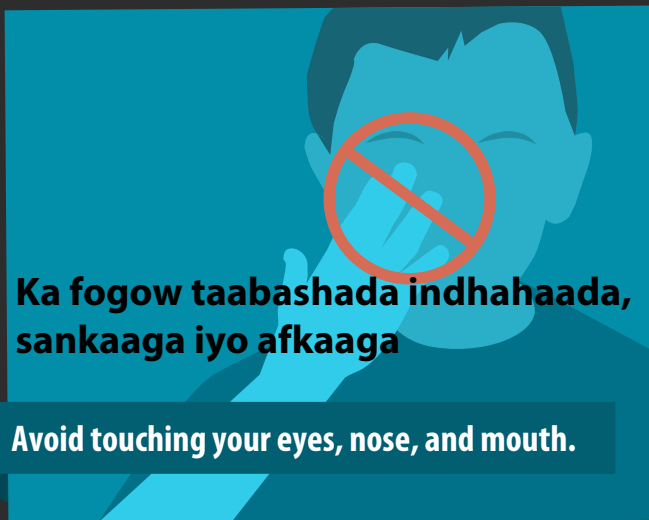 Ka fogow taabashada indhahaada,
sankaaga iyo afkaaga
Avoid touching your eyes, nose, and mouth.